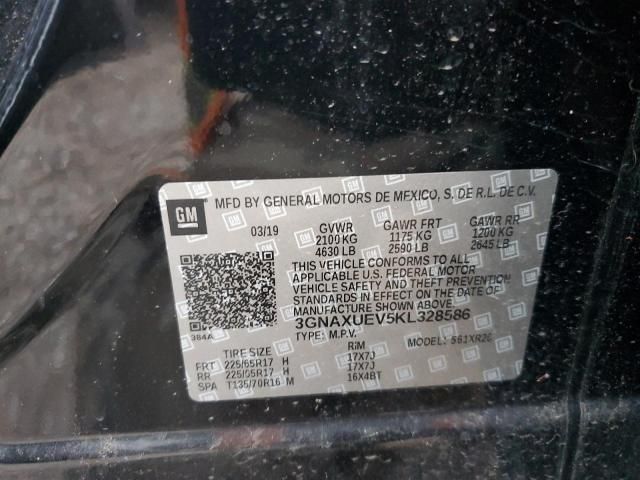 GM
MFD BY GENERAL MOTORS DE MEXICO, S. DE R.L. DE C.V.
03/19 GVWR GAWR FRT GAWR RR
2100 KG 1175 KG 1200 KG
4630 LB 2590 LB 2645 LB
THIS VEHICLE CONFORMS TO ALL
APPLICABLE U.S. FEDERAL MOTOR
VEHICLE SAFETY AND THEFT
PREVENTION STANDARDS IN
EFFECT ON THE DATE OF
MANUFACTURE SHOWN ABOVE.
3GNAXUEV5KL328586
384A TYPE: M.P.V. MODEL: S61XR26
TIRE SIZE RIM
FRT 225/65R17 H 17X7J
RR 225/65R17 H 17X7J
SPA T135/70R16 M 16X4BT